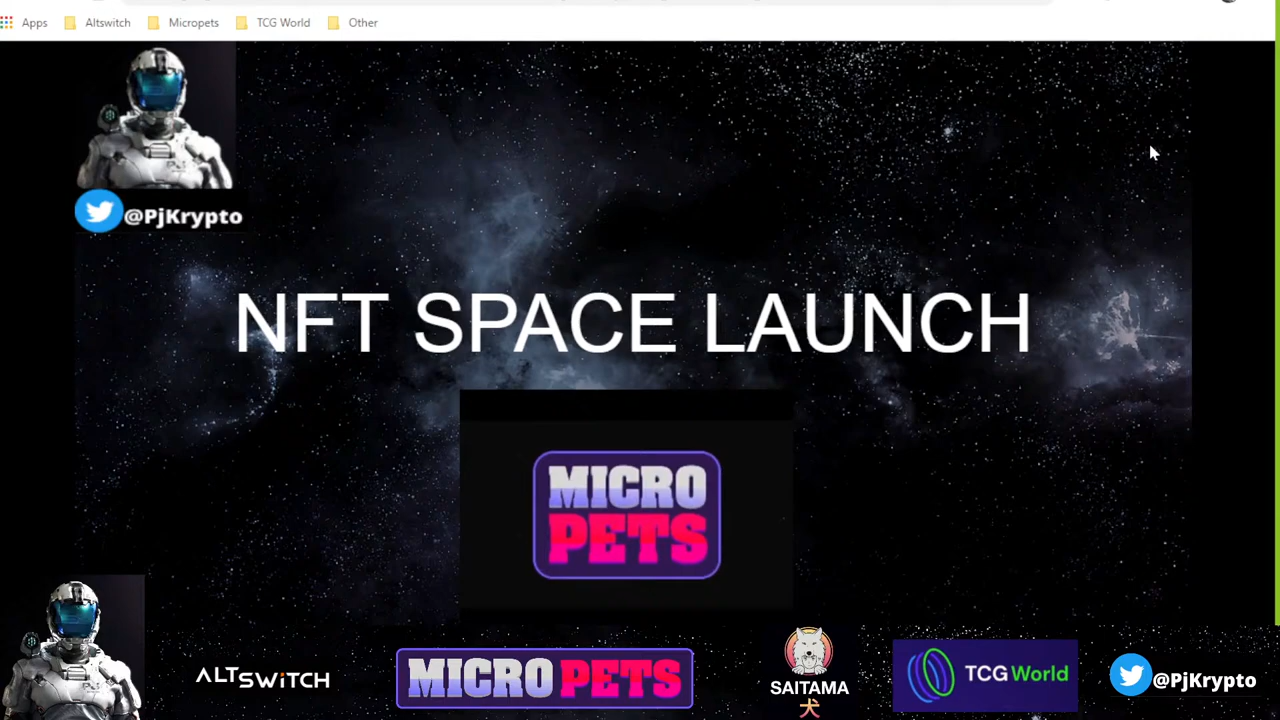 Apps
Altswitch
Micropets
TCG World
Other
@PjKrypto
NFT SPACE LAUNCH
MICRO
PETS
ALTSWiTCH
MICRO PETS
SAITAMA
犬
TCG World
@PjKrypto